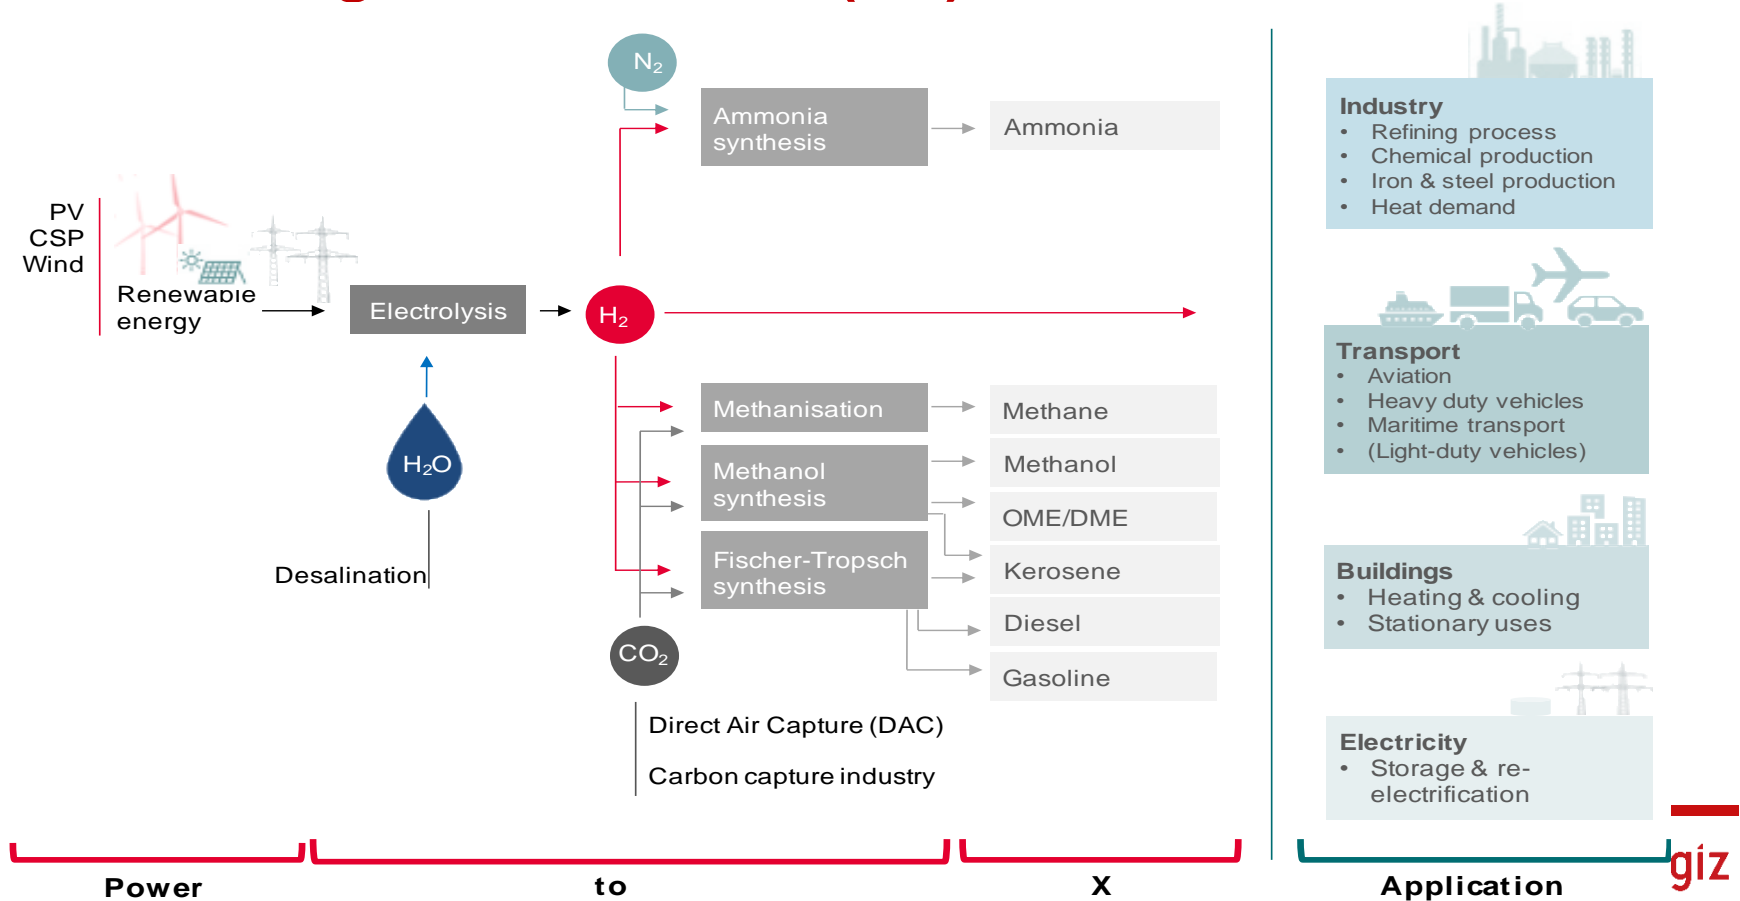 N₂
Ammonia
synthesis
Ammonia
PV
CSP
Wind
Renewable
energy
Electrolysis
H₂
H₂O
Desalination
Methanisation
Methane
Methanol
synthesis
Methanol
OME/DME
Fischer-Tropsch
synthesis
Kerosene
Diesel
Gasoline
CO₂
Direct Air Capture (DAC)
Carbon capture industry
Industry
• Refining process
• Chemical production
• Iron & steel production
• Heat demand
Transport
• Aviation
• Heavy duty vehicles
• Maritime transport
• (Light-duty vehicles)
Buildings
• Heating & cooling
• Stationary uses
Electricity
• Storage & re-
electrification
Power
to
X
Application
giz